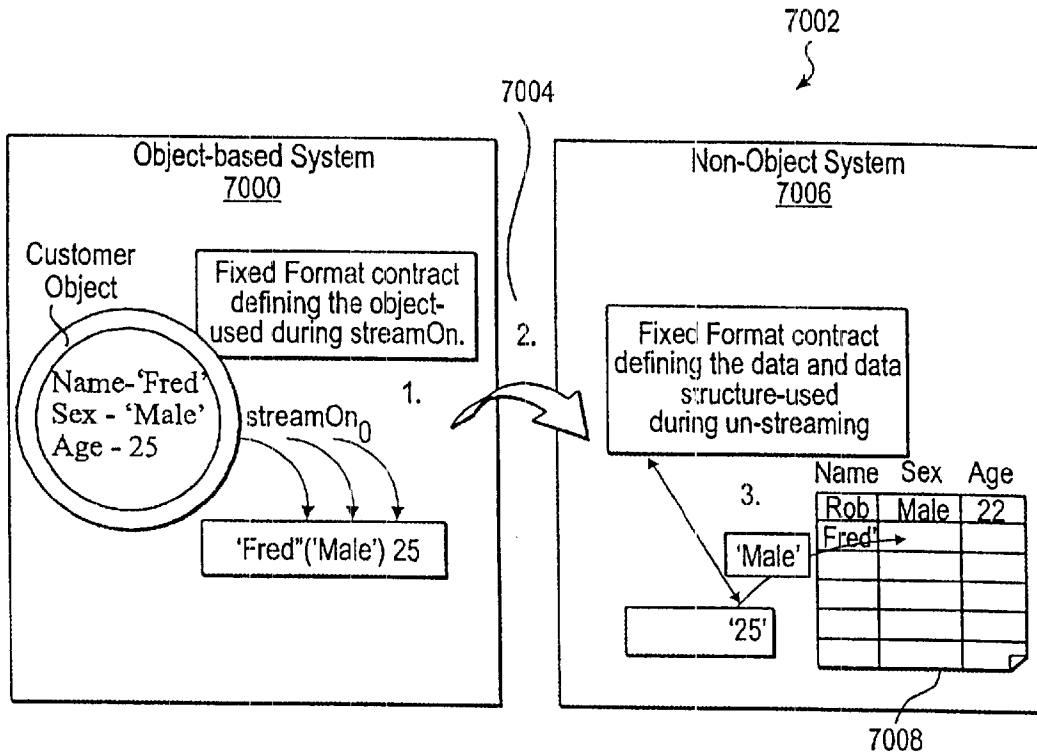 7002
7004
Object-based System
7000
Customer
Object
Fixed Format contract
defining the object-
used during streamOn.
Name-‘Fred’
Sex - ‘Male’
Age - 25
streamOn0
1.
2.
‘Fred”(‘Male’) 25
Non-Object System
7006
Fixed Format contract
defining the data and data
structure-used
during un-streaming
3.
Name Sex Age
Rob Male 22
Fred’
‘Male’
‘25’
7008